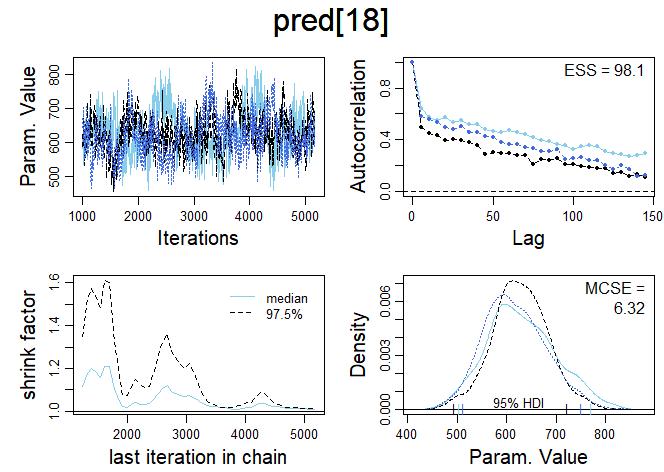 pred[18]
Param. Value
500 600 700 800
1000 2000 3000 4000 5000
Iterations
Autocorrelation
0.0 0.4 0.8
ESS = 98.1
0 50 100 150
Lag
shrink factor
1.0 1.2 1.4 1.6
median
97.5%
2000 3000 4000 5000
last iteration in chain
Density
0.000 0.003 0.006
MCSE =
6.32
95% HDI
400 500 600 700 800
Param. Value